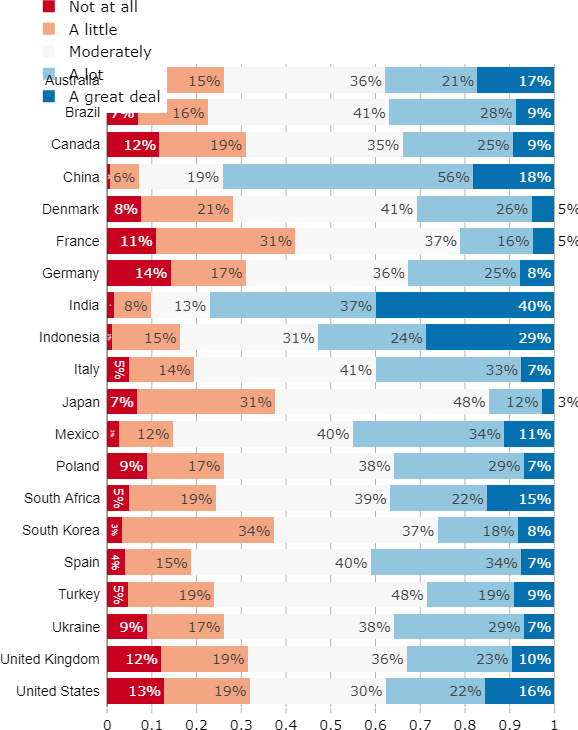 Not at all
A little
Moderately
A lot
A great deal
Australia 15% 36% 21% 17%
Brazil 7% 16% 41% 28% 9%
Canada 12% 19% 35% 25% 9%
China 6% 19% 56% 18%
Denmark 8% 21% 41% 26% 5%
France 11% 31% 37% 16% 5%
Germany 14% 17% 36% 25% 8%
India 8% 13% 37% 40%
Indonesia 15% 31% 24% 29%
Italy 5% 14% 41% 33% 7%
Japan 7% 31% 48% 12% 3%
Mexico 12% 40% 34% 11%
Poland 9% 17% 38% 29% 7%
South Africa 5% 19% 39% 22% 15%
South Korea 3% 34% 37% 18% 8%
Spain 4% 15% 40% 34% 7%
Turkey 5% 19% 48% 19% 9%
Ukraine 9% 17% 38% 29% 7%
United Kingdom 12% 19% 36% 23% 10%
United States 13% 19% 30% 22% 16%
0 0.1 0.2 0.3 0.4 0.5 0.6 0.7 0.8 0.9 1